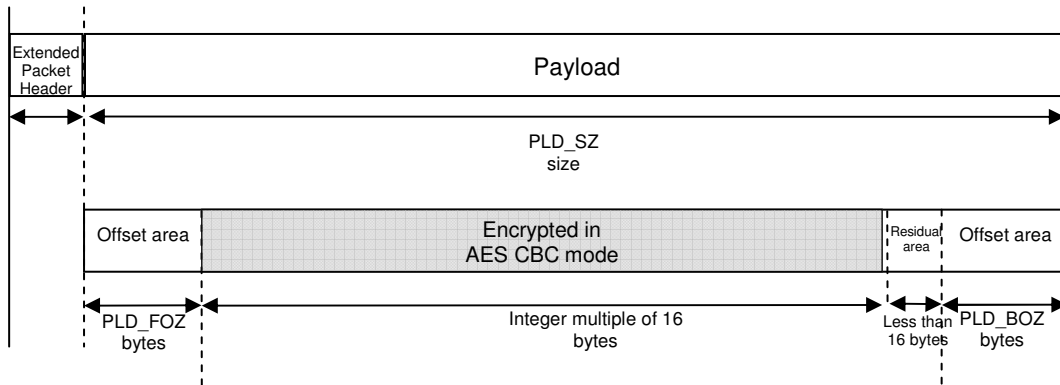 Extended
Packet
Header
Payload
PLD_SZ
size
Offset area
Encrypted in
AES CBC mode
Residual
area
Offset area
PLD_FOZ
bytes
Integer multiple of 16
bytes
Less than
16 bytes
PLD_BOZ
bytes